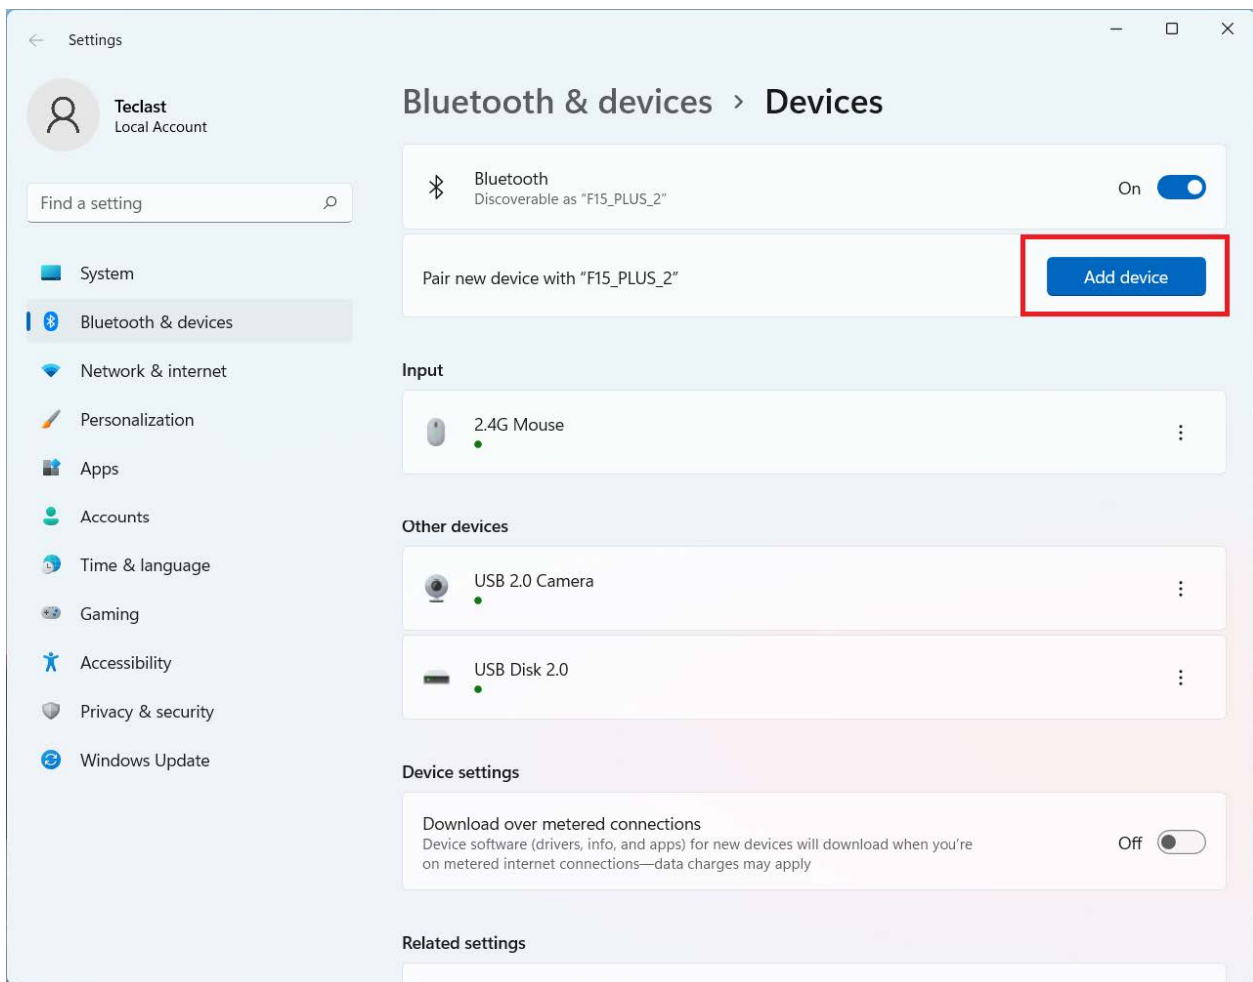 Settings
Teclast
Local Account
Find a setting
System
Bluetooth & devices
Network & internet
Personalization
Apps
Accounts
Time & language
Gaming
Accessibility
Privacy & security
Windows Update
Bluetooth & devices > Devices
Bluetooth
Discoverable as “F15_PLUS_2”
On
Pair new device with “F15_PLUS_2”
Add device
Input
2.4G Mouse
Other devices
USB 2.0 Camera
USB Disk 2.0
Device settings
Download over metered connections
Device software (drivers, info, and apps) for new devices will download when you’re
on metered internet connections—data charges may apply
Off
Related settings